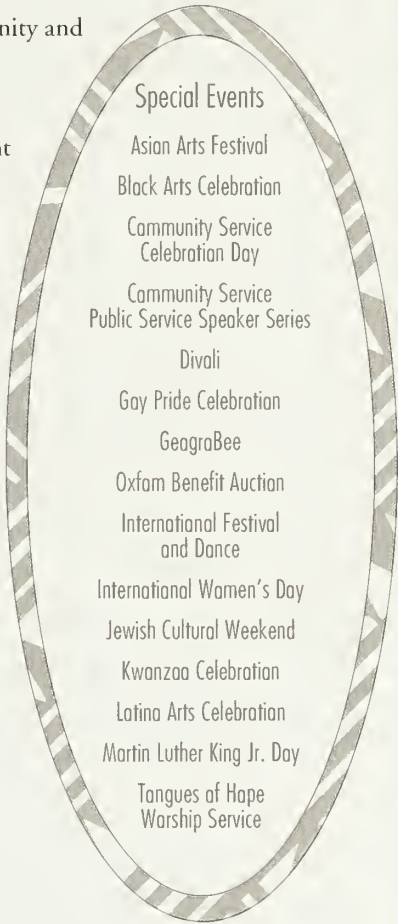 nity and
nt
Special Events
Asian Arts Festival
Black Arts Celebration
Community Service
Celebration Day
Community Service
Public Service Speaker Series
Divali
Gay Pride Celebration
GeograBee
Oxfam Benefit Auction
International Festival
and Dance
International Women's Day
Jewish Cultural Weekend
Kwanzaa Celebration
Latina Arts Celebration
Martin Luther King Jr. Day
Tongues of Hope
Worship Service